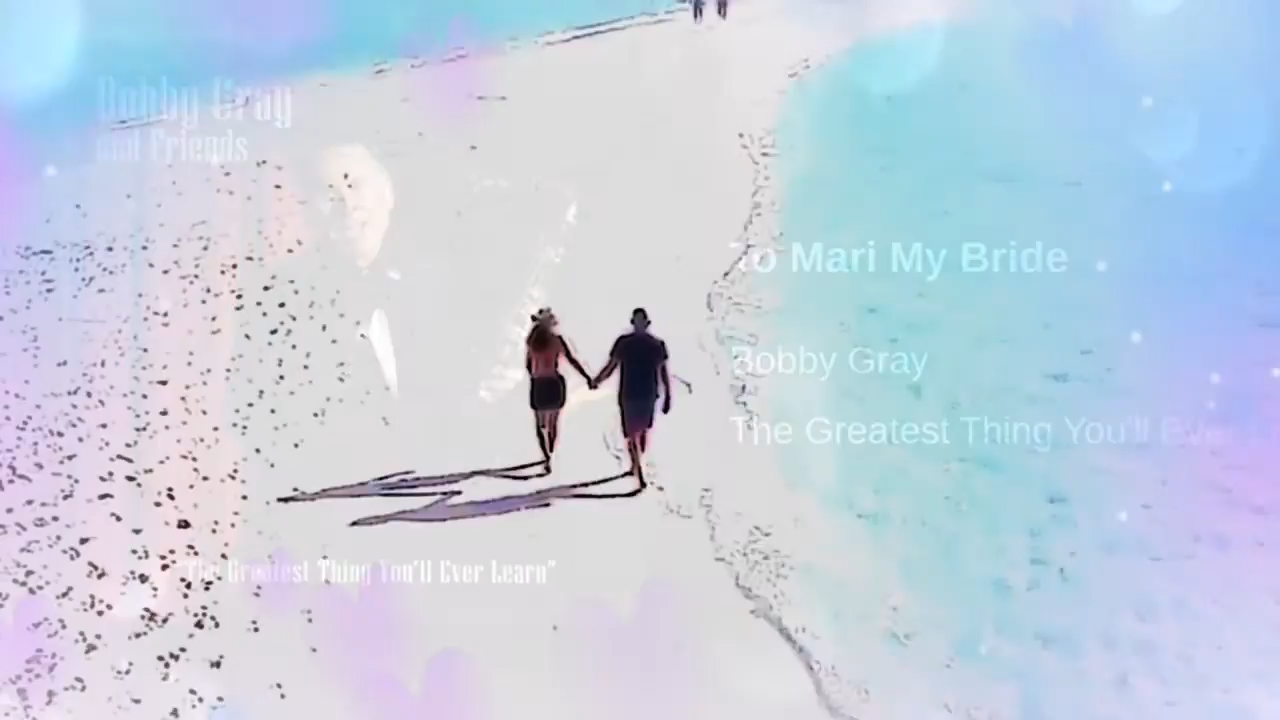 Bobby Gray
and Friends
To Mari My Bride
Bobby Gray
The Greatest Thing You'll Ever
"The Greatest Thing You'll Ever Learn"